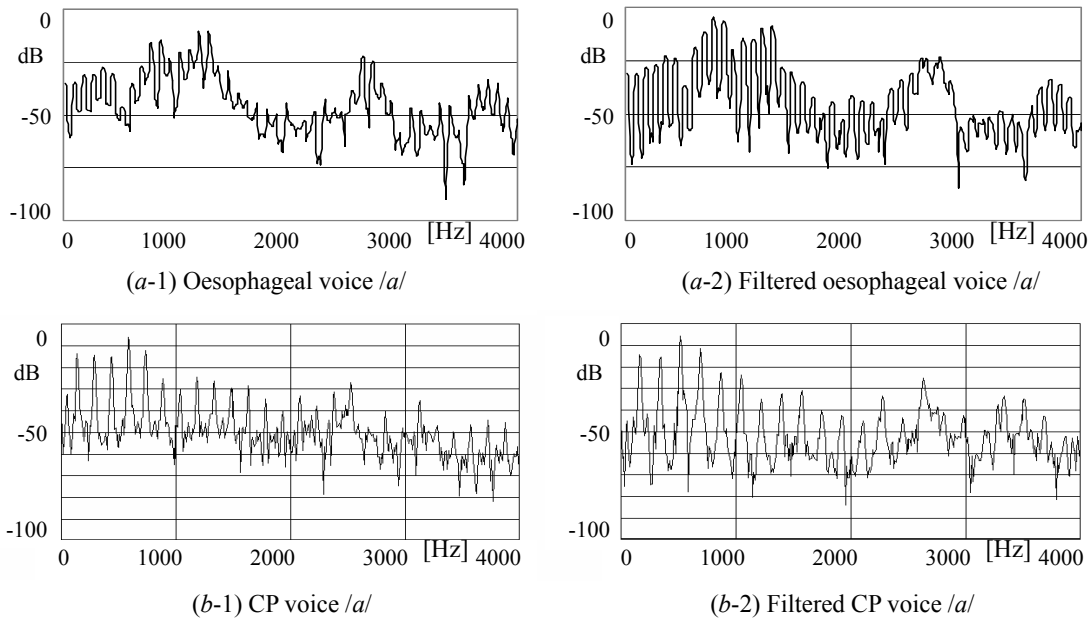 0
dB
-50
-100
0 1000 2000 3000 [Hz] 4000
(a-1) Oesophageal voice /a/
0
dB
-50
-100
0 1000 2000 3000 [Hz] 4000
(a-2) Filtered oesophageal voice /a/
0
dB
-50
-100
0 1000 2000 3000 [Hz] 4000
(b-1) CP voice /a/
0
dB
-50
-100
0 1000 2000 3000 [Hz] 4000
(b-2) Filtered CP voice /a/